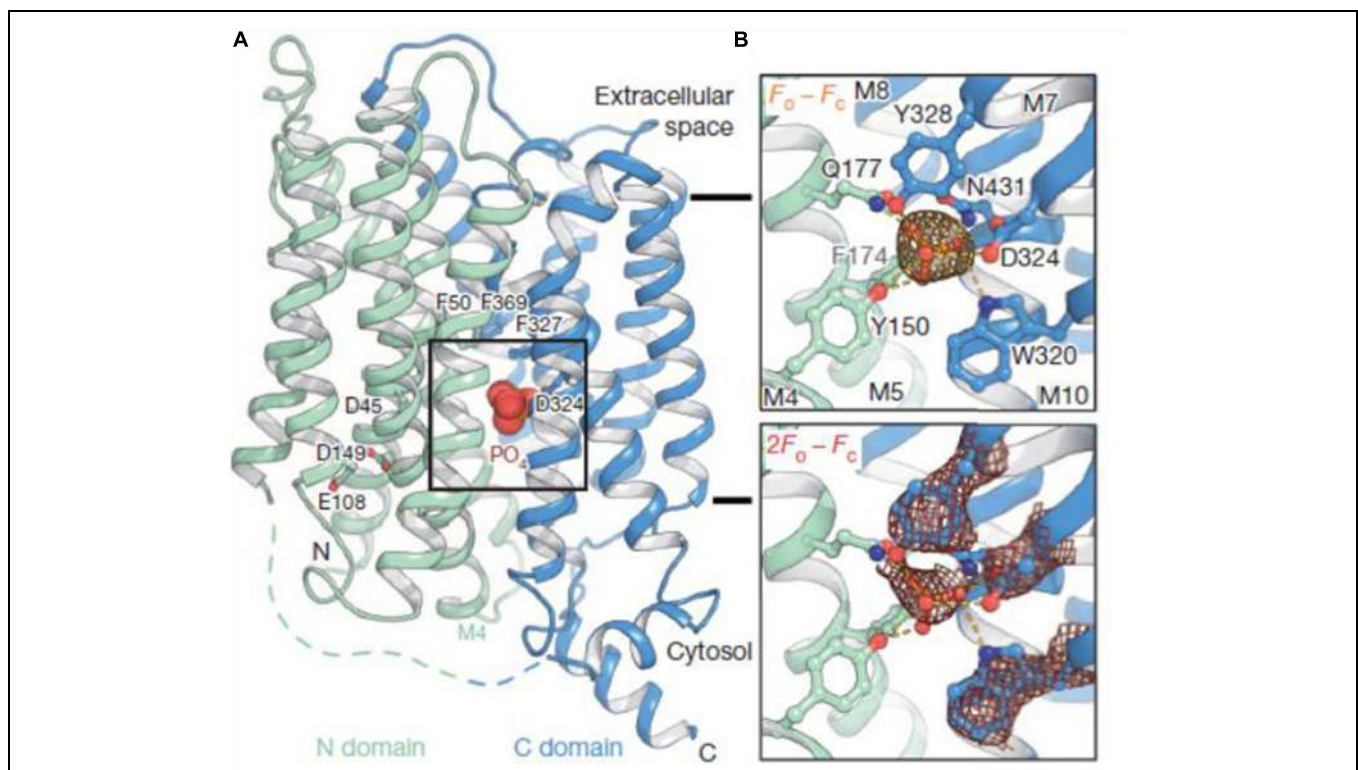 A
B
Extracellular
space
F50 F369
F327
D45
D324
D149
PO4
E108
N
M4
Cytosol
N domain
C domain
C
Fo – Fc
M8
M7
Y328
Q177
N431
F174
D324
Y150
W320
M4
M5
M10
2Fo – Fc